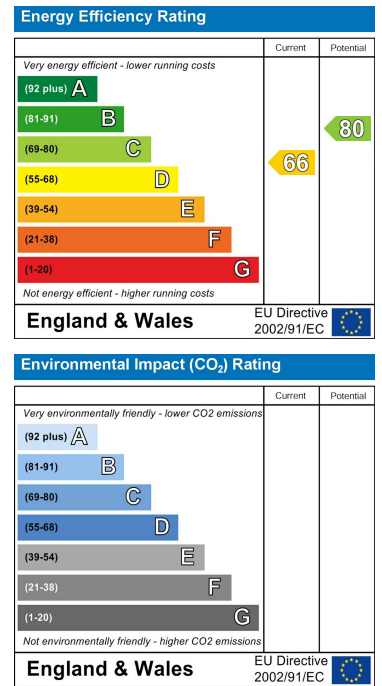 Energy Efficiency Rating
Current Potential
Very energy efficient - lower running costs
(92 plus) A
(81-91) B
(69-80) C
(55-68) D
(39-54) E
(21-38) F
(1-20) G
66
80
Not energy efficient - higher running costs
England & Wales
EU Directive
2002/91/EC
Environmental Impact (CO₂) Rating
Current Potential
Very environmentally friendly - lower CO2 emissions
(92 plus) A
(81-91) B
(69-80) C
(55-68) D
(39-54) E
(21-38) F
(1-20) G
Not environmentally friendly - higher CO2 emissions
England & Wales
EU Directive
2002/91/EC